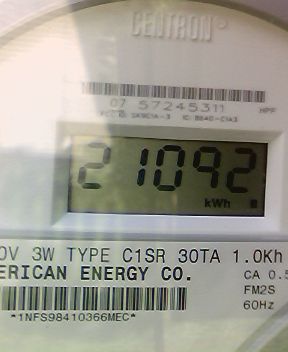 CENTRON
07 57245311
HPF
21092
kWh
0V 3W TYPE C1SR 30TA 1.0Kh
ERICAN ENERGY CO.
CA 0.5
FM2S
60Hz
*1NFS98410366MEC*